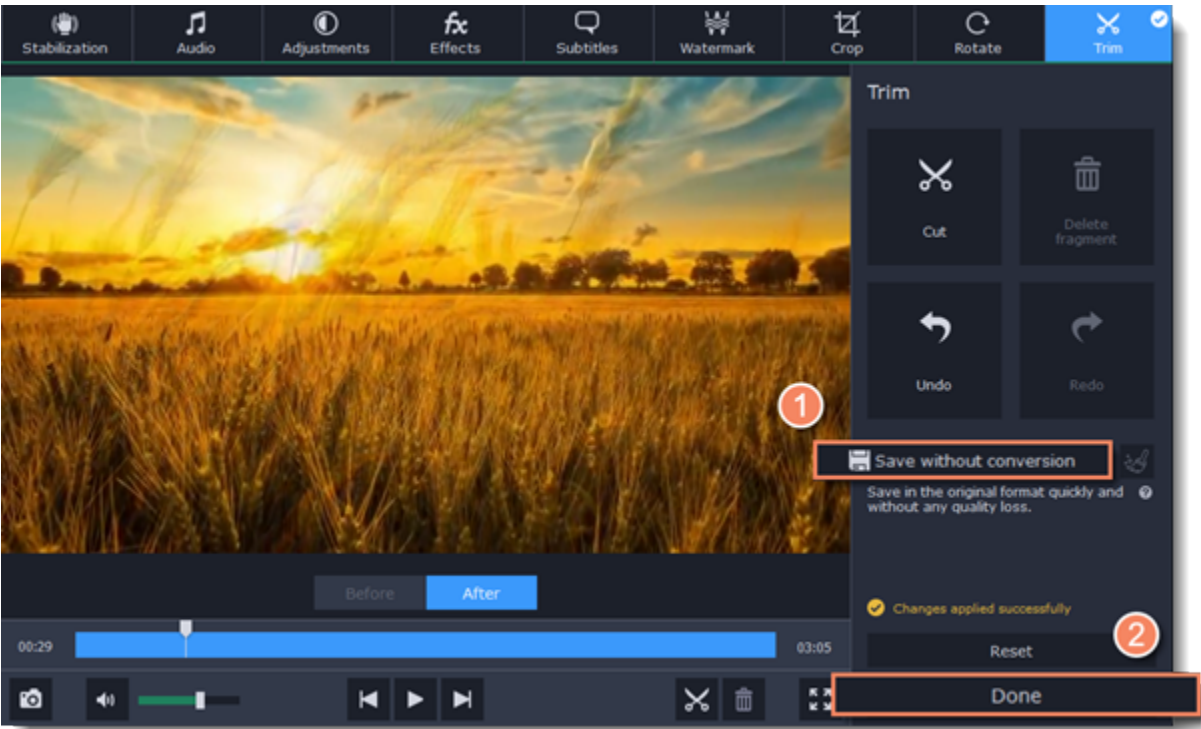 Stabilization
Audio
Adjustments
fx
Effects
Subtitles
Watermark
Crop
Rotate
Trim
Trim
Cut
Delete
fragment
Undo
Redo
1
Save without conversion
Save in the original format quickly and
without any quality loss.
?
Before
After
Changes applied successfully
2
00:29
03:05
Reset
Done